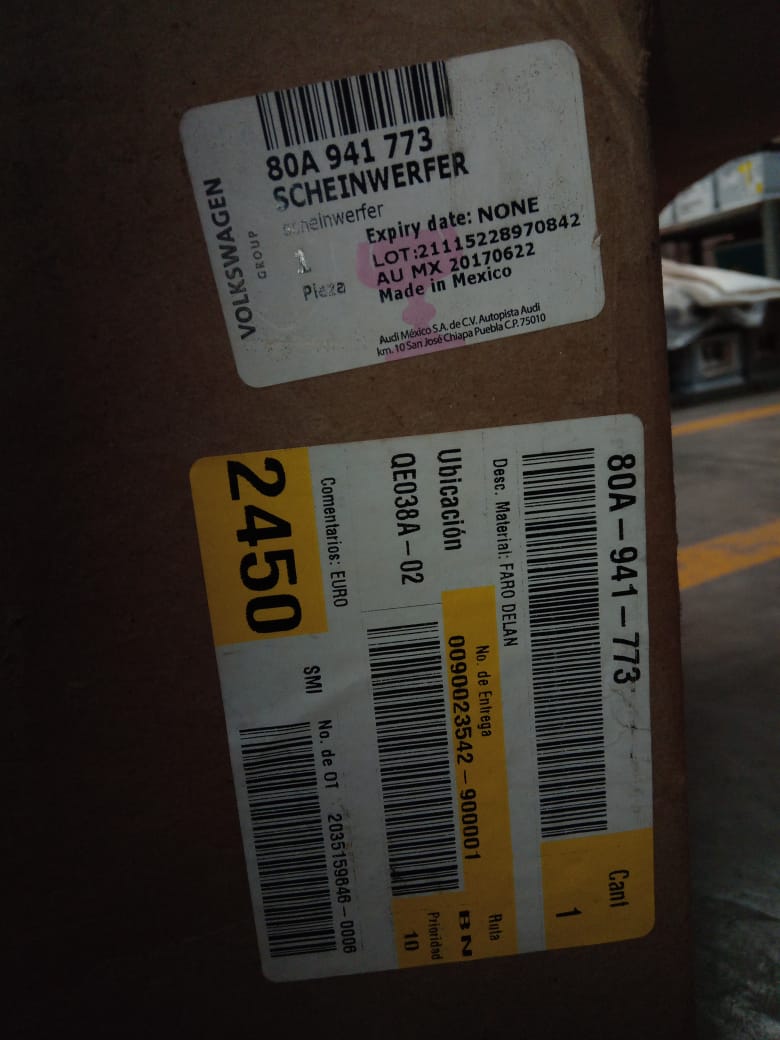 80A 941 773
SCHEINWERFER
scheinwerfer
1
Pieza
Expiry date: NONE
LOT:21115228970842
AU MX 20170622
Made in Mexico
Audi México S.A. de C.V. Autopista Audi
km. 10 San José Chiapa Puebla C.P. 75010
VOLKSWAGEN
GROUP
80A-941-773
Cant
1
Desc. Material: FARO DELAN
No. de Entrega
0090023542-900001
Ruta
BN
Prioridad
10
Ubicación
QE038A-02
Comentarios: EURO
2450
SMI
No. de OT 2035159646-0006